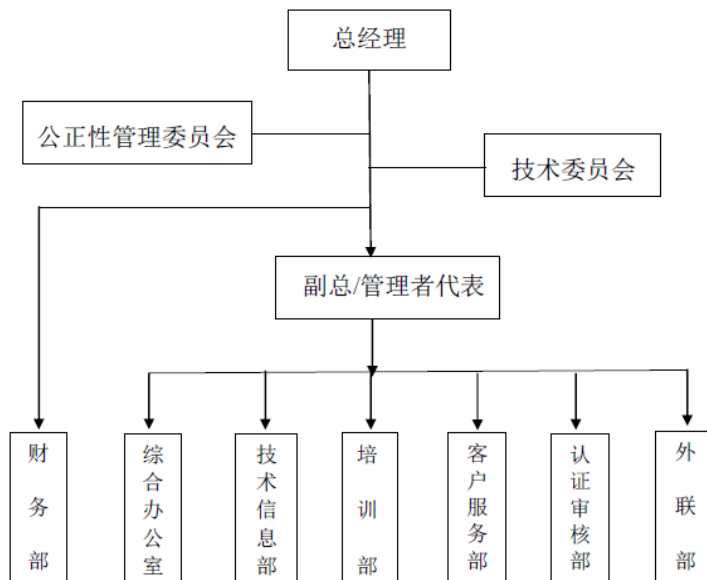 总经理
公正性管理委员会
技术委员会
副总/管理者代表
财务部
综合办公室
技术信息部
培训部
客户服务部
认证审核部
外联部